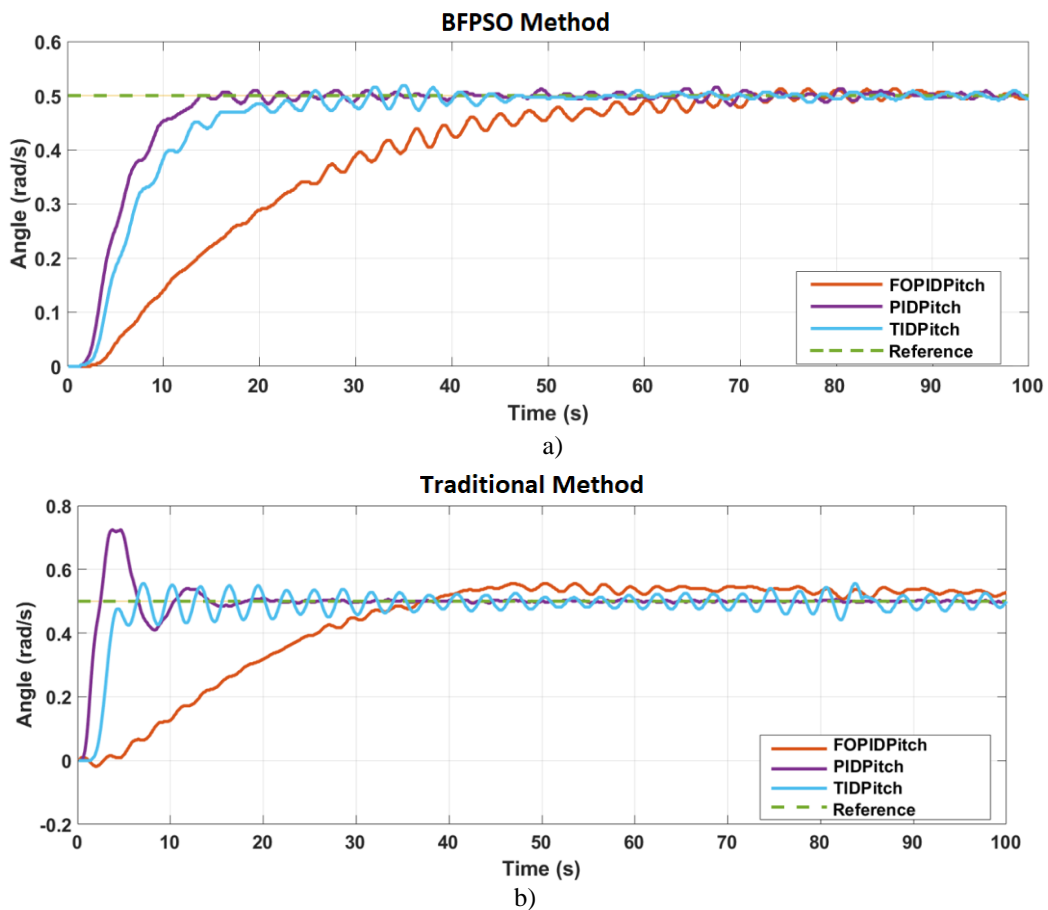 BFPSO Method
0.6
0.5
0.4
0.3
0.2
0.1
0
Angle (rad/s)
FOPIDPitch
PIDPitch
TIDPitch
Reference
0 10 20 30 40 50 60 70 80 90 100
Time (s)
a)
Traditional Method
0.8
0.6
0.4
0.2
0
-0.2
Angle (rad/s)
FOPIDPitch
PIDPitch
TIDPitch
Reference
0 10 20 30 40 50 60 70 80 90 100
Time (s)
b)